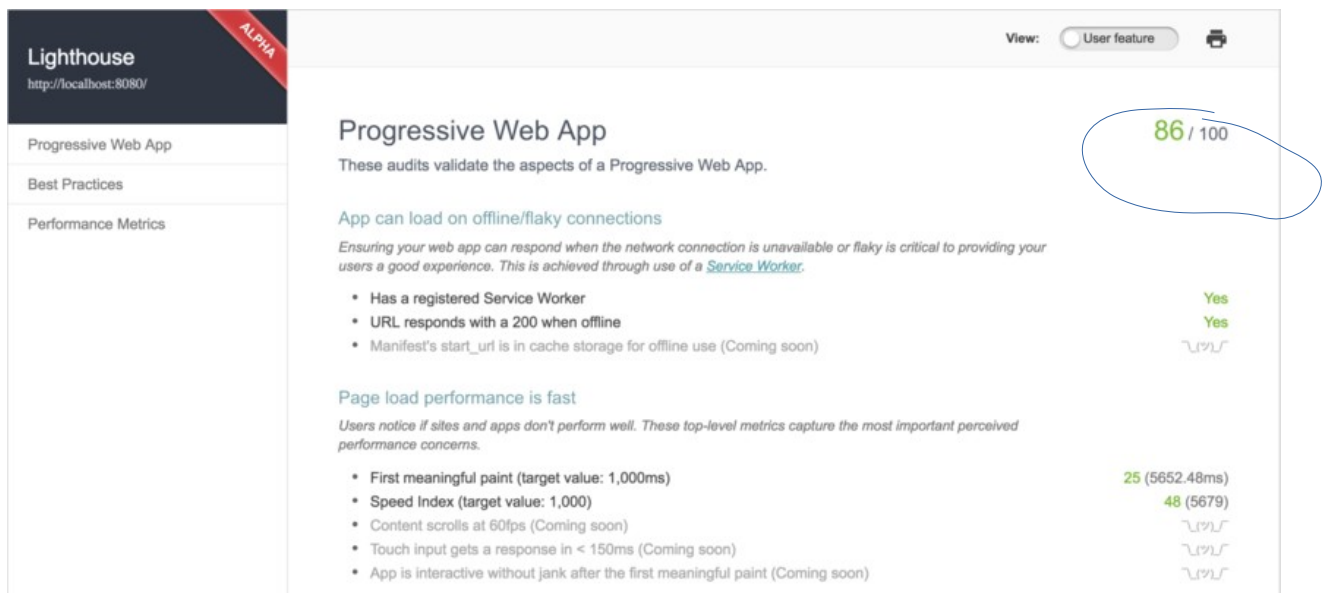 Lighthouse
http://localhost:8080/
ALPHA
Progressive Web App
Best Practices
Performance Metrics
View: User feature
Progressive Web App
86 / 100
These audits validate the aspects of a Progressive Web App.
App can load on offline/flaky connections
Ensuring your web app can respond when the network connection is unavailable or flaky is critical to providing your
users a good experience. This is achieved through use of a Service Worker.
• Has a registered Service Worker Yes
• URL responds with a 200 when offline Yes
• Manifest's start_url is in cache storage for offline use (Coming soon) ¯\_(ツ)_/¯
Page load performance is fast
Users notice if sites and apps don't perform well. These top-level metrics capture the most important perceived
performance concerns.
• First meaningful paint (target value: 1,000ms) 25 (5652.48ms)
• Speed Index (target value: 1,000) 48 (5679)
• Content scrolls at 60fps (Coming soon) ¯\_(ツ)_/¯
• Touch input gets a response in < 150ms (Coming soon) ¯\_(ツ)_/¯
• App is interactive without jank after the first meaningful paint (Coming soon) ¯\_(ツ)_/¯